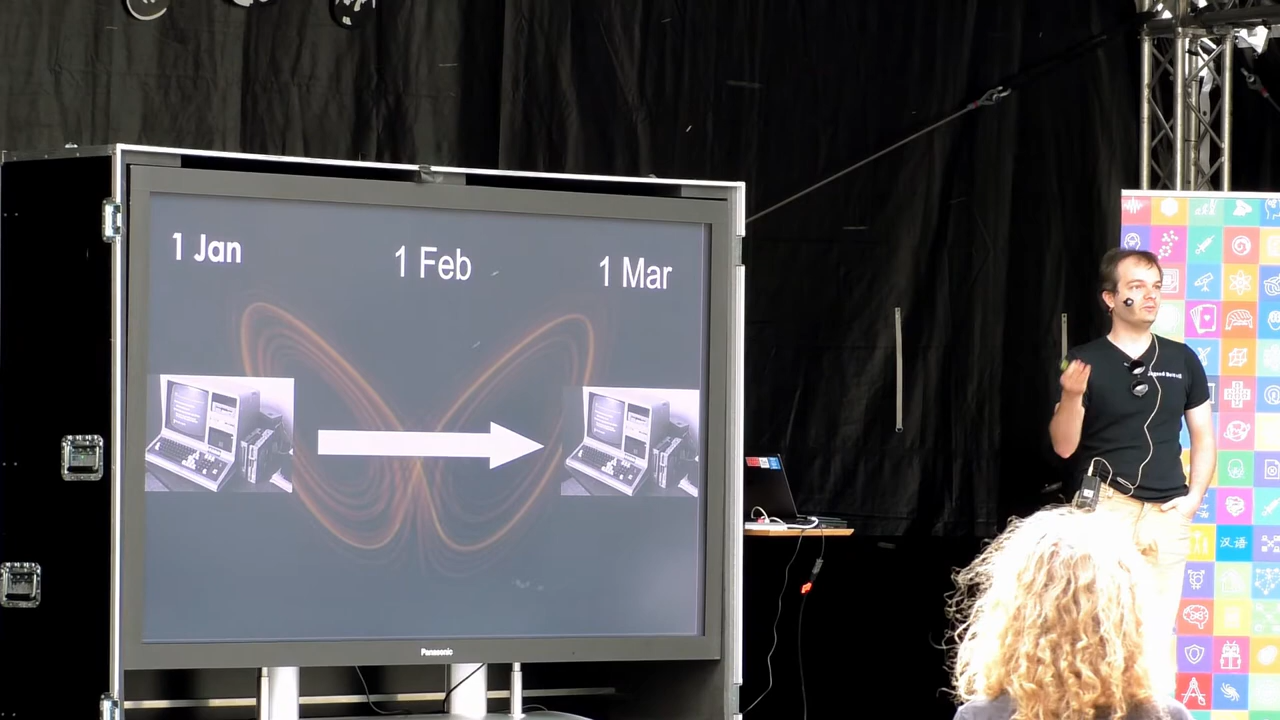 1 Jan
1 Feb
1 Mar
Panasonic
汉语